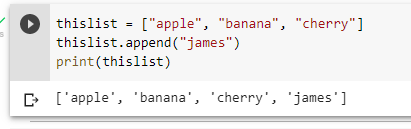 thislist = ["apple", "banana", "cherry"]
thislist.append("james")
print(thislist)
['apple', 'banana', 'cherry', 'james']